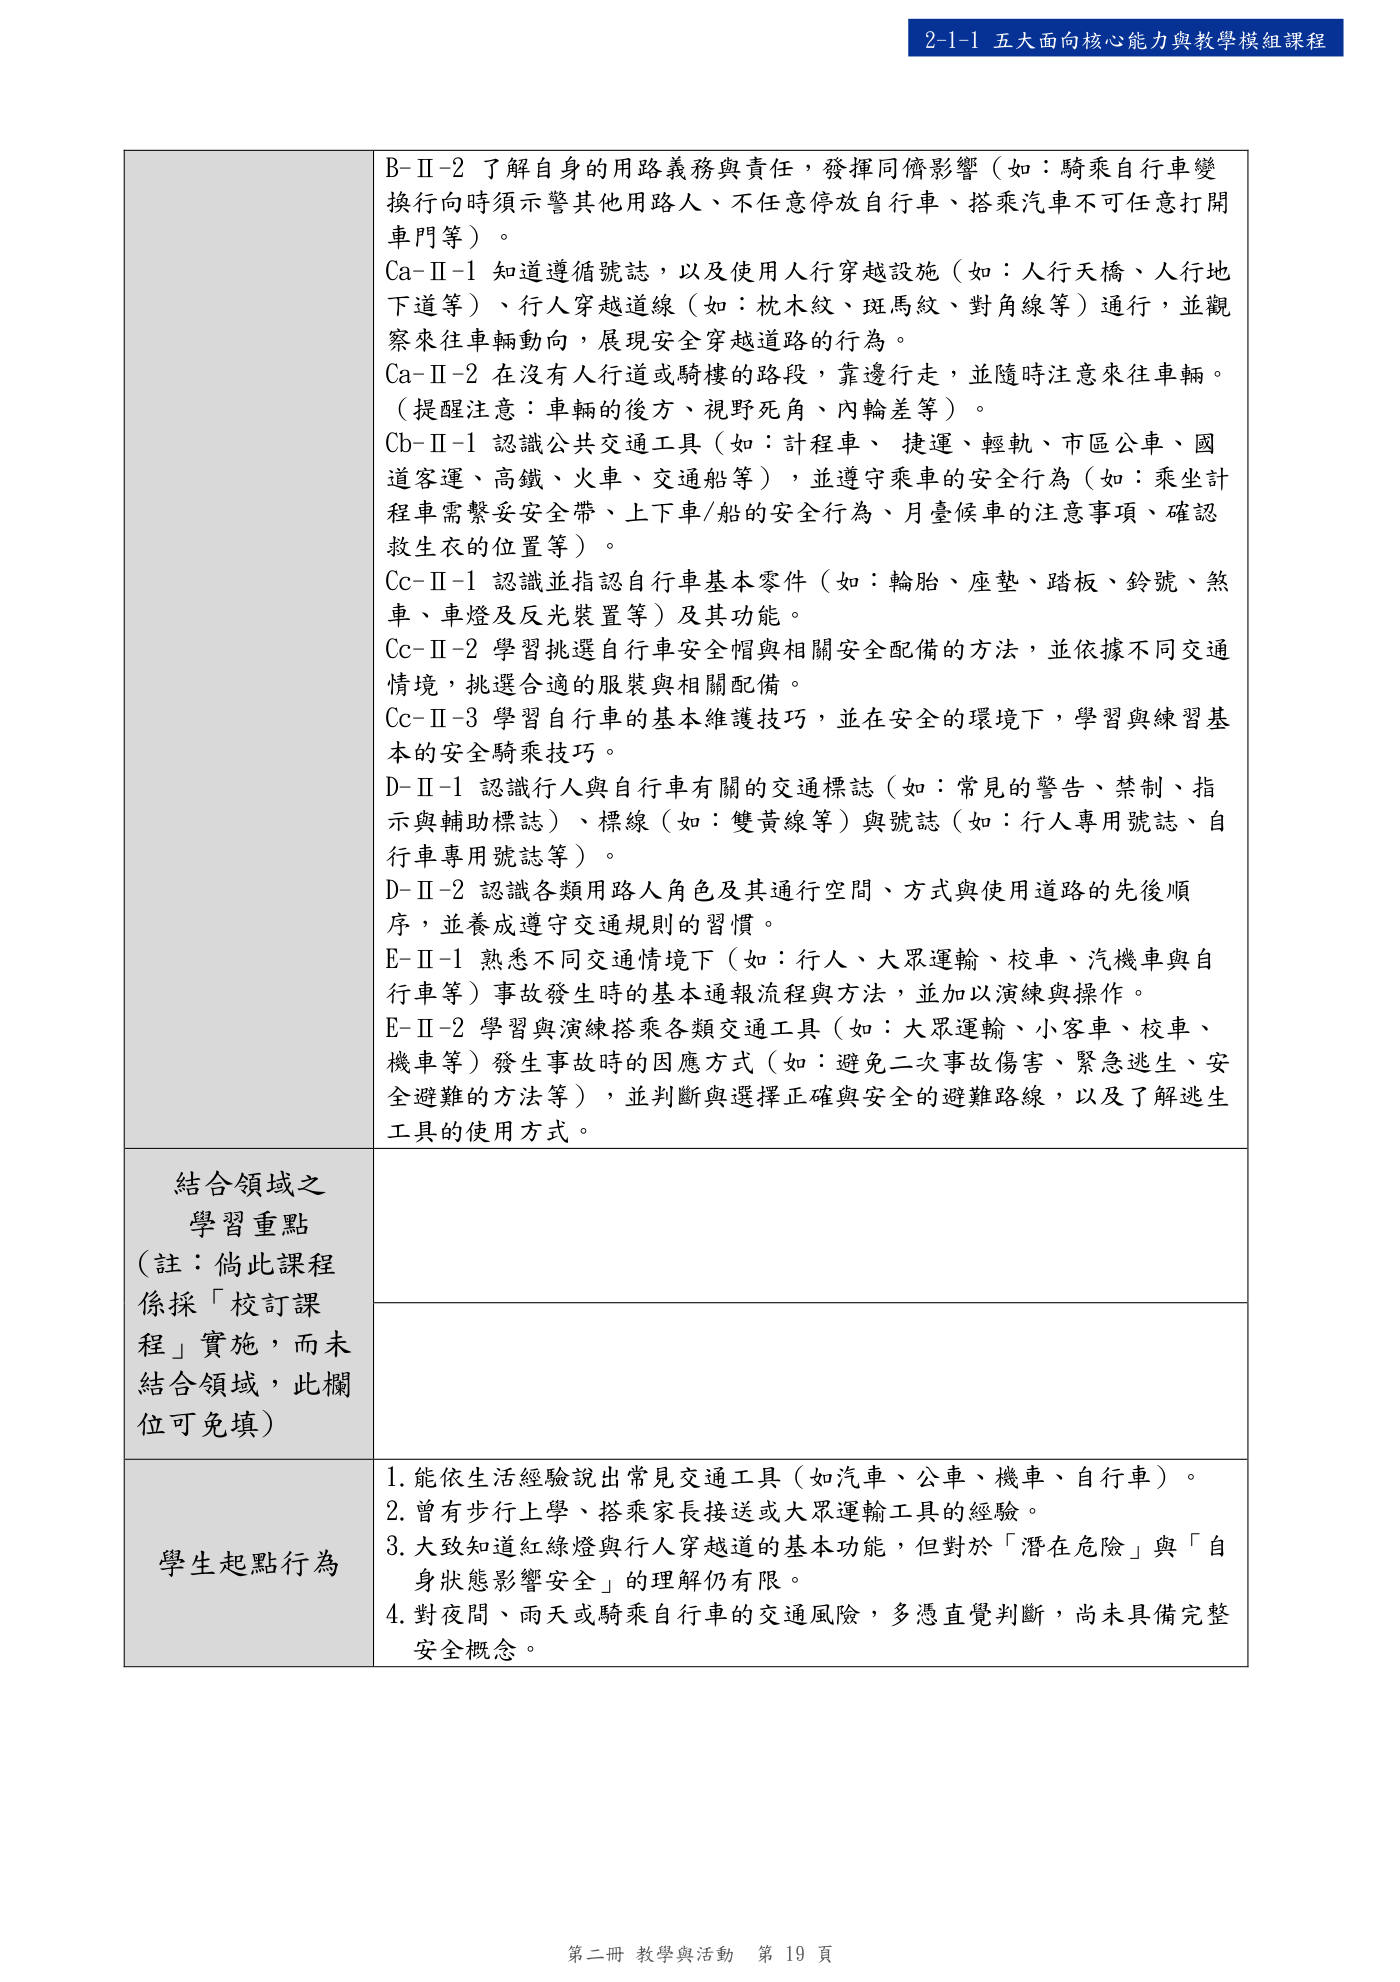 2-1-1 五大面向核心能力與教學模組課程
B-Ⅱ-2 了解自身的用路義務與責任，發揮同儕影響（如：騎乘自行車變
換行向時須示警其他用路人、不任意停放自行車、搭乘汽車不可任意打開
車門等）。
Ca-Ⅱ-1 知道遵循號誌，以及使用人行穿越設施（如：人行天橋、人行地
下道等）、行人穿越道線（如：枕木紋、斑馬紋、對角線等）通行，並觀
察來往車輛動向，展現安全穿越道路的行為。
Ca-Ⅱ-2 在沒有人行道或騎樓的路段，靠邊行走，並隨時注意來往車輛。
（提醒注意：車輛的後方、視野死角、內輪差等）。
Cb-Ⅱ-1 認識公共交通工具（如：計程車、 捷運、輕軌、市區公車、國
道客運、高鐵、火車、交通船等），並遵守乘車的安全行為（如：乘坐計
程車需繫妥安全帶、上下車/船的安全行為、月臺候車的注意事項、確認
救生衣的位置等）。
Cc-Ⅱ-1 認識並指認自行車基本零件（如：輪胎、座墊、踏板、鈴號、煞
車、車燈及反光裝置等）及其功能。
Cc-Ⅱ-2 學習挑選自行車安全帽與相關安全配備的方法，並依據不同交通
情境，挑選合適的服裝與相關配備。
Cc-Ⅱ-3 學習自行車的基本維護技巧，並在安全的環境下，學習與練習基
本的安全騎乘技巧。
D-Ⅱ-1 認識行人與自行車有關的交通標誌（如：常見的警告、禁制、指
示與輔助標誌）、標線（如：雙黃線等）與號誌（如：行人專用號誌、自
行車專用號誌等）。
D-Ⅱ-2 認識各類用路人角色及其通行空間、方式與使用道路的先後順
序，並養成遵守交通規則的習慣。
E-Ⅱ-1 熟悉不同交通情境下（如：行人、大眾運輸、校車、汽機車與自
行車等）事故發生時的基本通報流程與方法，並加以演練與操作。
E-Ⅱ-2 學習與演練搭乘各類交通工具（如：大眾運輸、小客車、校車、
機車等）發生事故時的因應方式（如：避免二次事故傷害、緊急逃生、安
全避難的方法等），並判斷與選擇正確與安全的避難路線，以及了解逃生
工具的使用方式。
結合領域之
學習重點
（註：倘此課程
係採「校訂課
程」實施，而未
結合領域，此欄
位可免填）
學生起點行為
1. 能依生活經驗說出常見交通工具（如汽車、公車、機車、自行車）。
2. 曾有步行上學、搭乘家長接送或大眾運輸工具的經驗。
3. 大致知道紅綠燈與行人穿越道的基本功能，但對於「潛在危險」與「自
身狀態影響安全」的理解仍有限。
4. 對夜間、雨天或騎乘自行車的交通風險，多憑直覺判斷，尚未具備完整
安全概念。
第二冊 教學與活動 第 19 頁